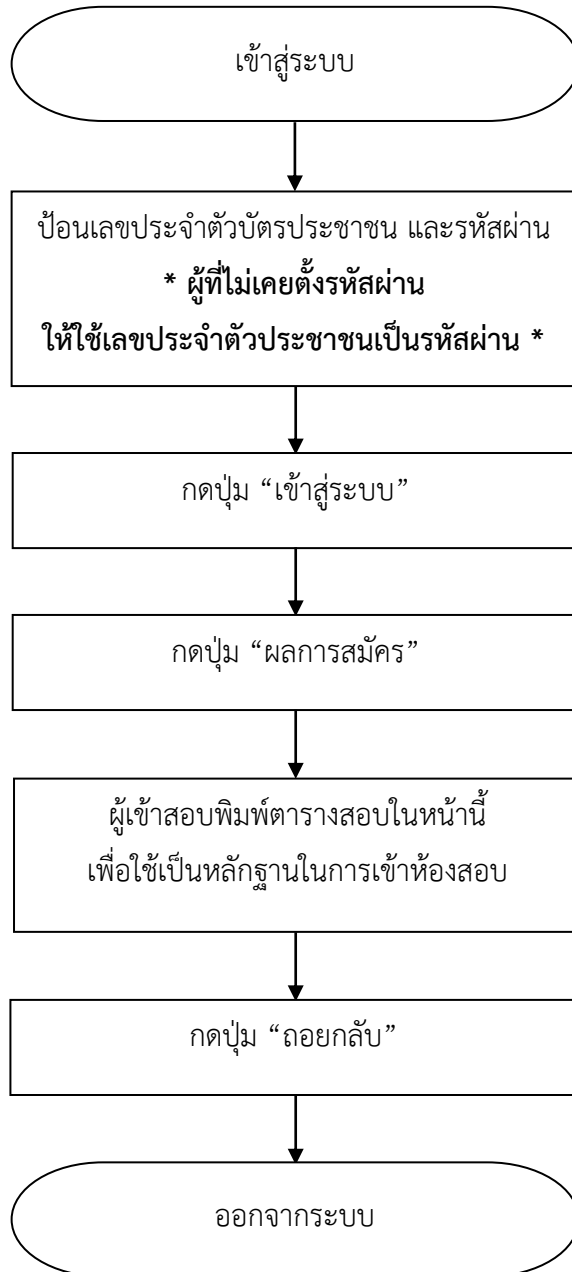 เข้าสู่ระบบ
ป้อนเลขประจำตัวบัตรประชาชน และรหัสผ่าน
* ผู้ที่ไม่เคยตั้งรหัสผ่าน
ให้ใช้เลขประจำตัวประชาชนเป็นรหัสผ่าน *
กดปุ่ม “เข้าสู่ระบบ”
กดปุ่ม “ผลการสมัคร”
ผู้เข้าสอบพิมพ์ตารางสอบในหน้านี้
เพื่อใช้เป็นหลักฐานในการเข้าห้องสอบ
กดปุ่ม “ถอยกลับ”
ออกจากระบบ